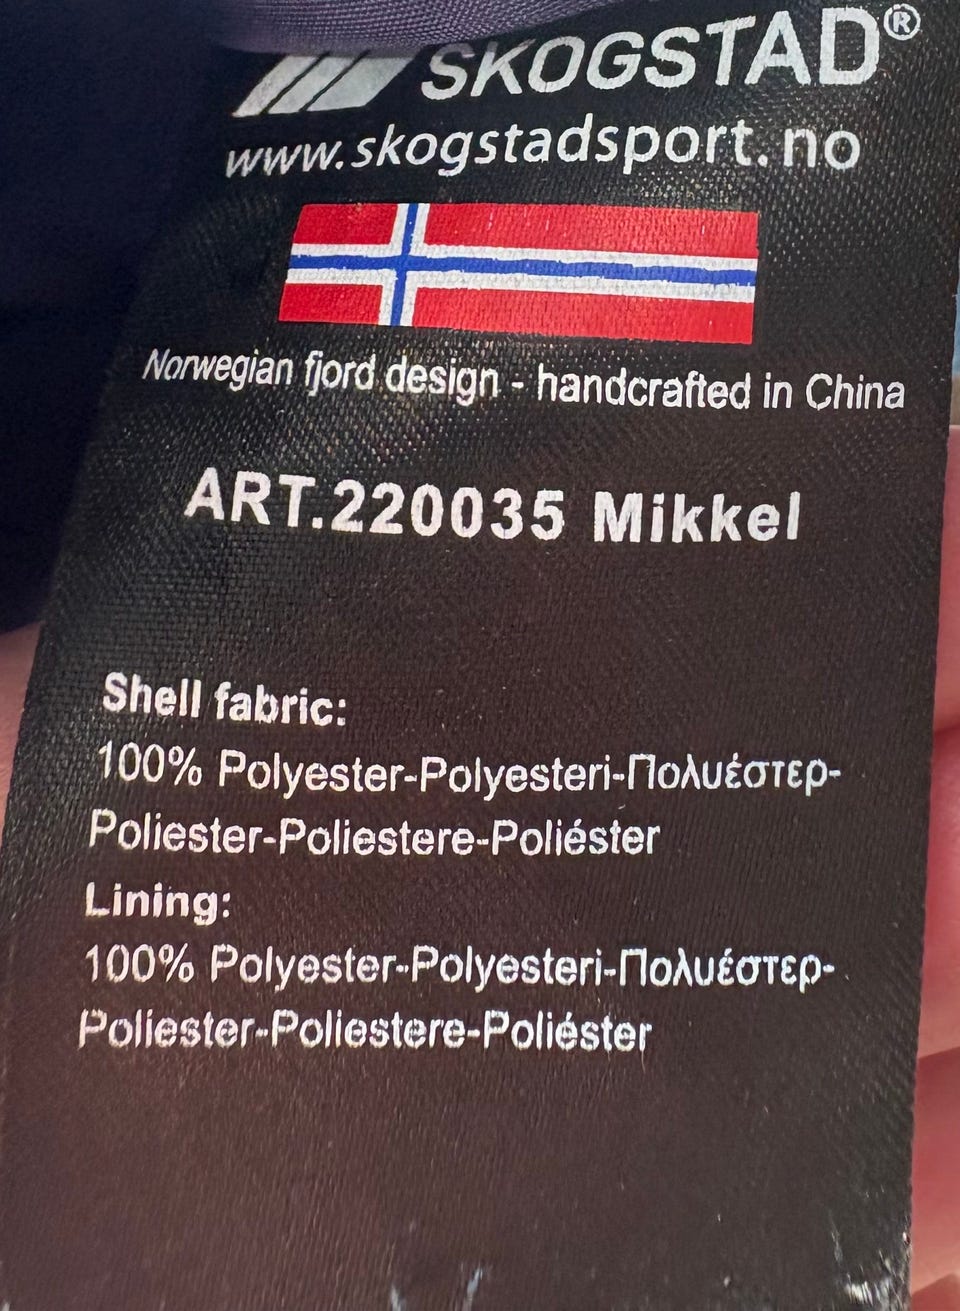 SKOGSTAD®
www.skogstadsport.no
Norwegian fjord design - handcrafted in China
ART.220035 Mikkel
Shell fabric:
100% Polyester-Polyesteri-Πολυέστερ-
Poliester-Poliestere-Poliéster
Lining:
100% Polyester-Polyesteri-Πολυέστερ-
Poliester-Poliestere-Poliéster